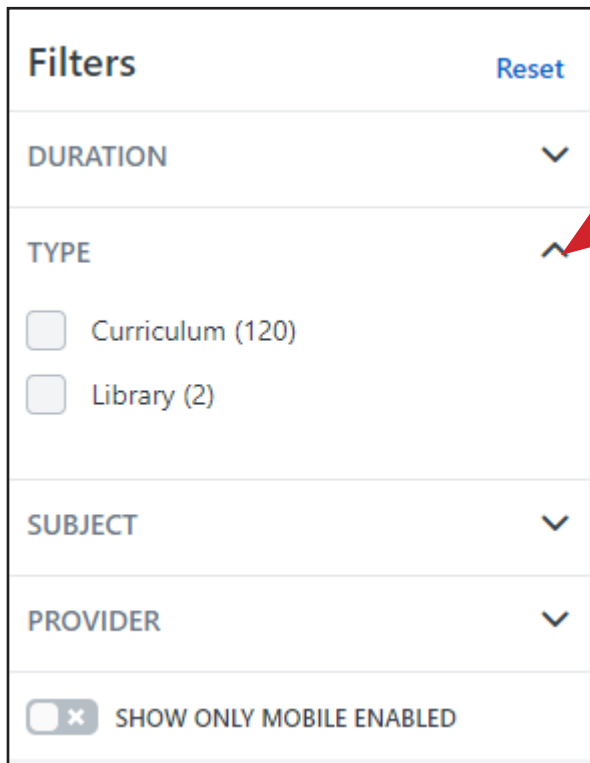 Filters
Reset
DURATION
TYPE
Curriculum (120)
Library (2)
SUBJECT
PROVIDER
SHOW ONLY MOBILE ENABLED